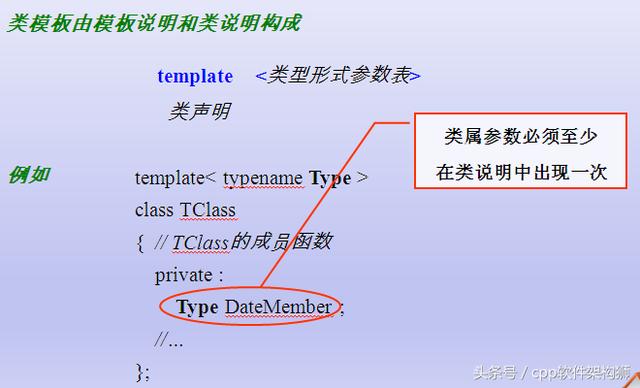 类模板由模板说明和类说明构成
template <类型形式参数表>
类声明
类属参数必须至少
在类说明中出现一次
例如
template< typename Type >
class TClass
{ // TClass的成员函数
private :
Type DateMember ;
//...
};
头条号 / cpp软件架构狮